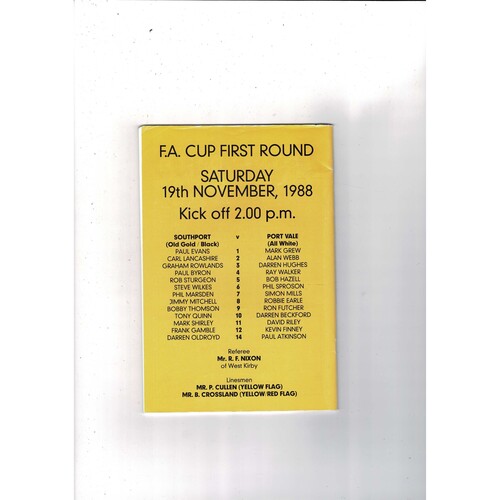 F.A. CUP FIRST ROUND
SATURDAY
19th NOVEMBER, 1988
Kick off 2.00 p.m.
SOUTHPORT v PORT VALE
(Old Gold / Black) (All White)
PAUL EVANS 1 MARK GREW
CARL LANCASHIRE 2 ALAN WEBB
GRAHAM ROWLANDS 3 DARREN HUGHES
PAUL BYRON 4 RAY WALKER
ROB STURGEON 5 BOB HAZELL
STEVE WILKES 6 PHIL SPROSON
PHIL MARSDEN 7 SIMON MILLS
JIMMY MITCHELL 8 ROBBIE EARLE
BOBBY THOMSON 9 RON FUTCHER
TONY QUINN 10 DARREN BECKFORD
MARK SHIRLEY 11 DAVID RILEY
FRANK GAMBLE 12 KEVIN FINNEY
DARREN OLDROYD 14 PAUL ATKINSON
Referee
Mr. R. F. NIXON
of West Kirby
Linesmen
MR. P. CULLEN (YELLOW FLAG)
MR. B. CROSSLAND (YELLOW/RED FLAG)